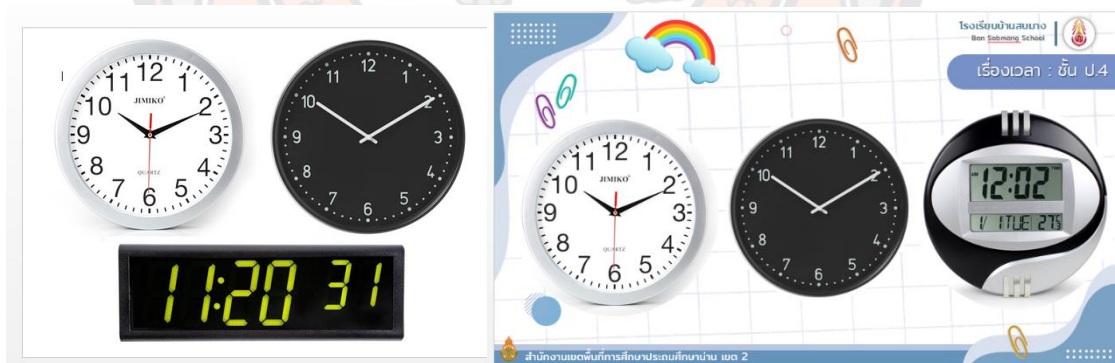 11 12 1
10 2
9 3
8 4
7 6 5
JIMIKO
QUARTZ
11 12 1
10 2
9 3
8 4
7 6 5
11:20 31
โรงเรียนบ้านสบมาง
Ban Sobmang School
เรื่องเวลา : ชั้น ป.4
11 12 1
10 2
9 3
8 4
7 6 5
JIMIKO
QUARTZ
11 12 1
10 2
9 3
8 4
7 6 5
12:02
1/ 1TUE 275
สำนักงานเขตพื้นที่การศึกษาประถมศึกษาน่าน เขต 2